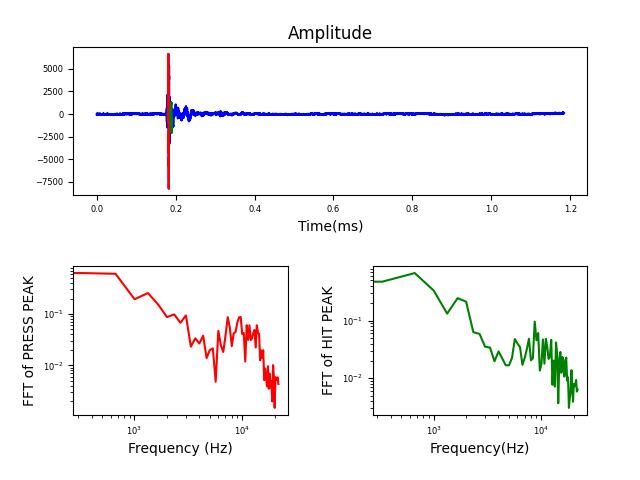 Amplitude
5000
2500
0
−2500
−5000
−7500
0.0 0.2 0.4 0.6 0.8 1.0 1.2
Time(ms)
FFT of PRESS PEAK
10⁻¹
10⁻²
10³ 10⁴
Frequency (Hz)
FFT of HIT PEAK
10⁻¹
10⁻²
10³ 10⁴
Frequency(Hz)